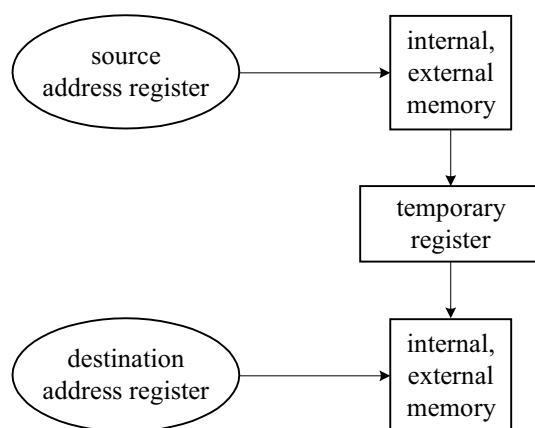 source
address register
internal,
external
memory
temporary
register
destination
address register
internal,
external
memory